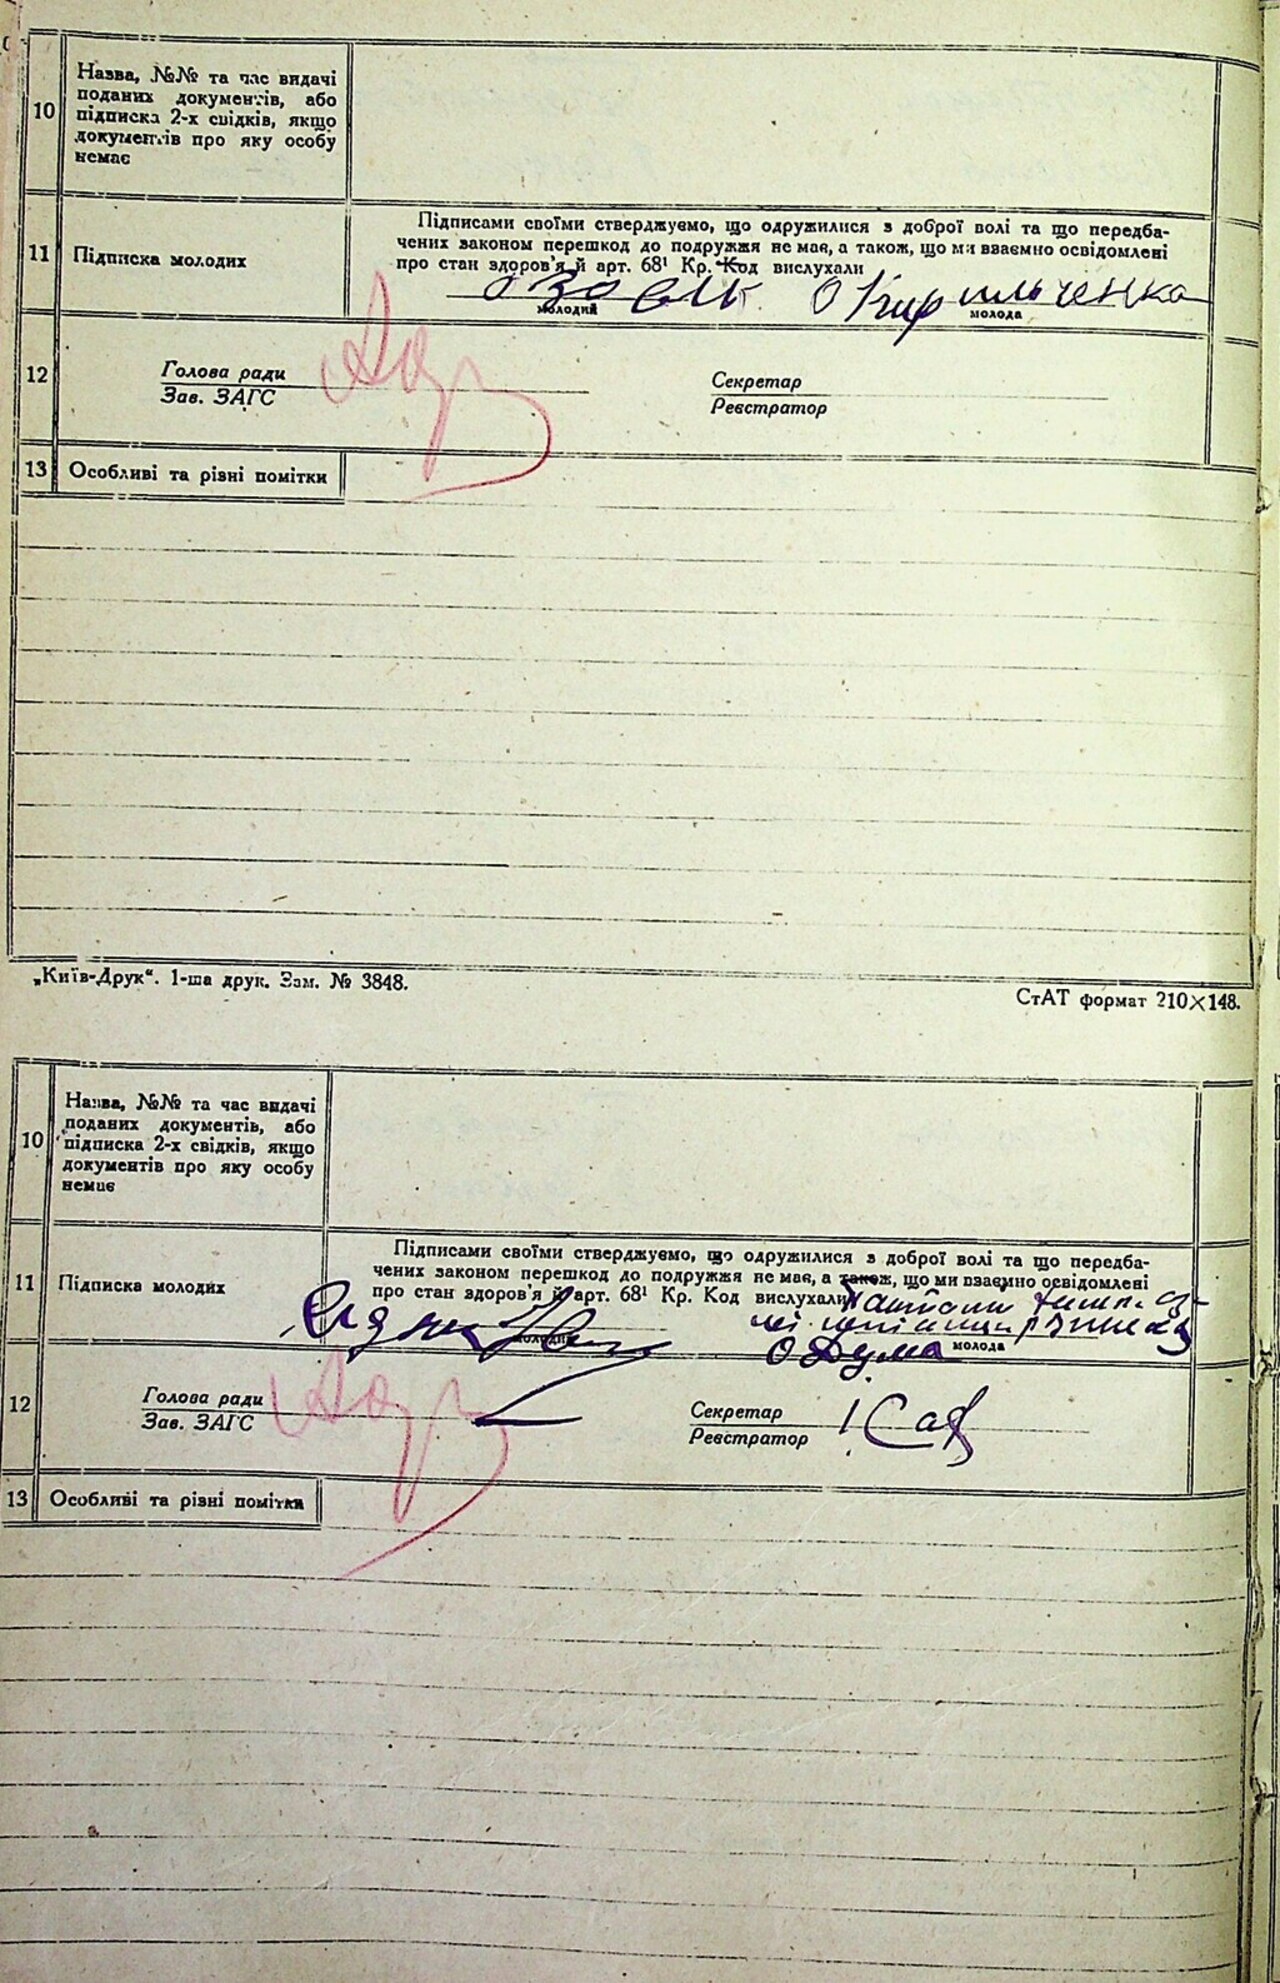 10
Назва, №№ та час видачі
поданих документів, або
підписка 2-х свідків, якщо
документів про яку особу
немає
11
Підписка молодих
Підписами своїми стверджуємо, що одружилися з доброї волі та що передба-
чених законом перешкод до подружжя не має, а також, що ми взаємно освідомлені
про стан здоров'я й арт. 68¹ Кр. Код вислухали
О Кирильченка
молодий
молода
12
Голова ради
Зав. ЗАГС
Секретар
Реєстратор
13
Особливі та різні помітки
„Київ-Друк“. 1-ша друк. Зам. № 3848.
СтАТ формат 210×148.
10
Назва, №№ та час видачі
поданих документів, або
підписка 2-х свідків, якщо
документів про яку особу
немає
11
Підписка молодих
Підписами своїми стверджуємо, що одружилися з доброї волі та що передба-
чених законом перешкод до подружжя не має, а також, що ми взаємно освідомлені
про стан здоров'я й арт. 68¹ Кр. Код вислухали
молодий
молода
О Дума
12
Голова ради
Зав. ЗАГС
Секретар
Реєстратор
13
Особливі та різні помітки